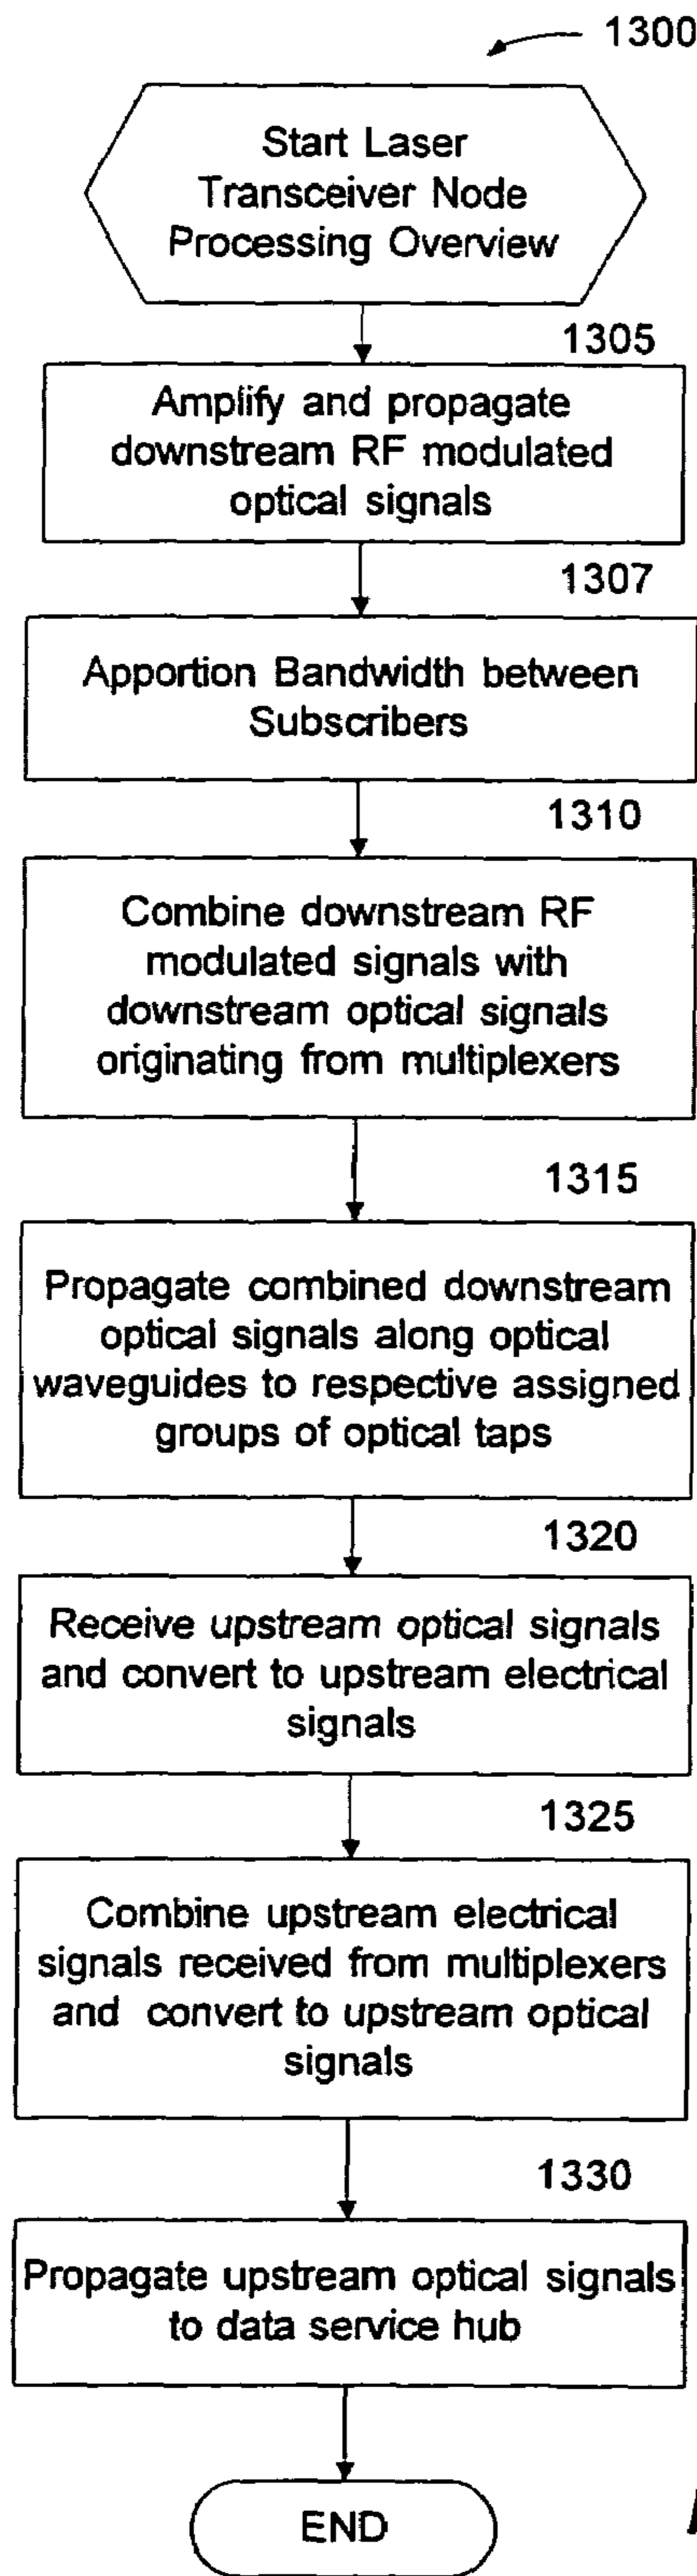 1300
Start Laser
Transceiver Node
Processing Overview
1305
Amplify and propagate
downstream RF modulated
optical signals
1307
Apportion Bandwidth between
Subscribers
1310
Combine downstream RF
modulated signals with
downstream optical signals
originating from multiplexers
1315
Propagate combined downstream
optical signals along optical
waveguides to respective assigned
groups of optical taps
1320
Receive upstream optical signals
and convert to upstream electrical
signals
1325
Combine upstream electrical
signals received from multiplexers
and convert to upstream optical
signals
1330
Propagate upstream optical signals
to data service hub
END